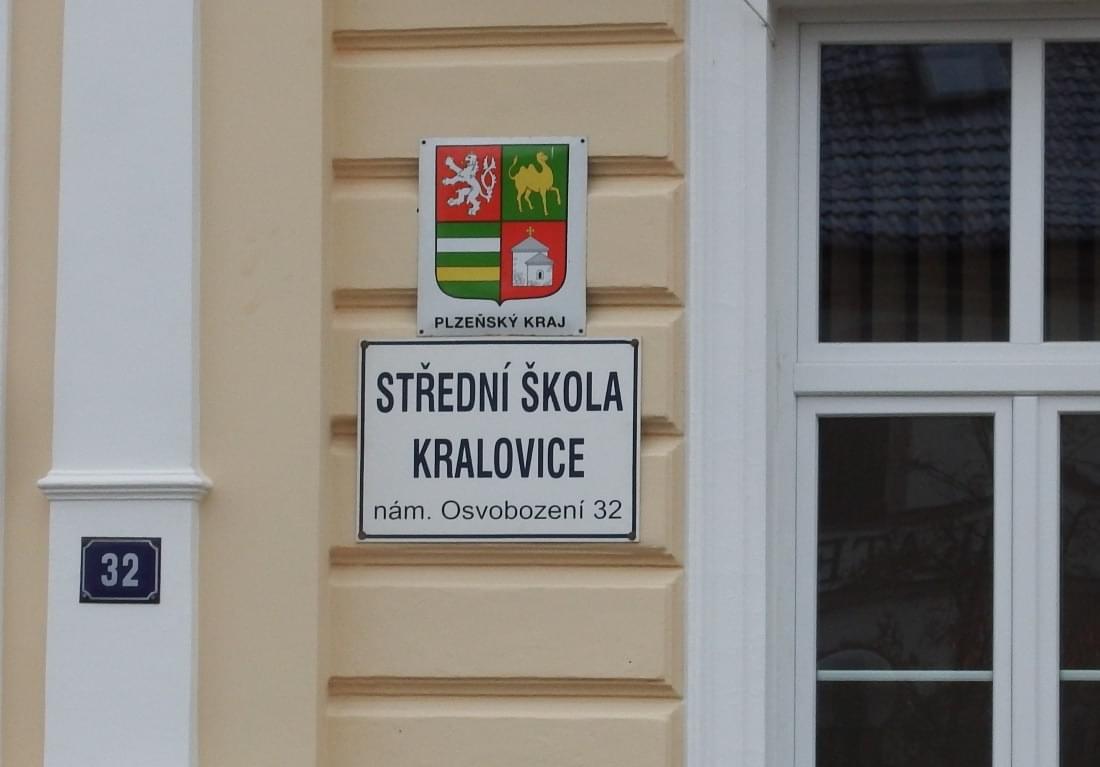 PLZEŇSKÝ KRAJ
STŘEDNÍ ŠKOLA
KRALOVICE
nám. Osvobození 32
32